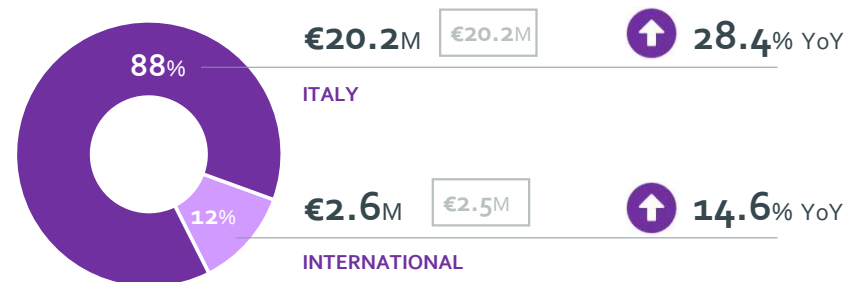 88%
€20.2M €20.2M 28.4% YoY
ITALY
12%
€2.6M €2.5M 14.6% YoY
INTERNATIONAL